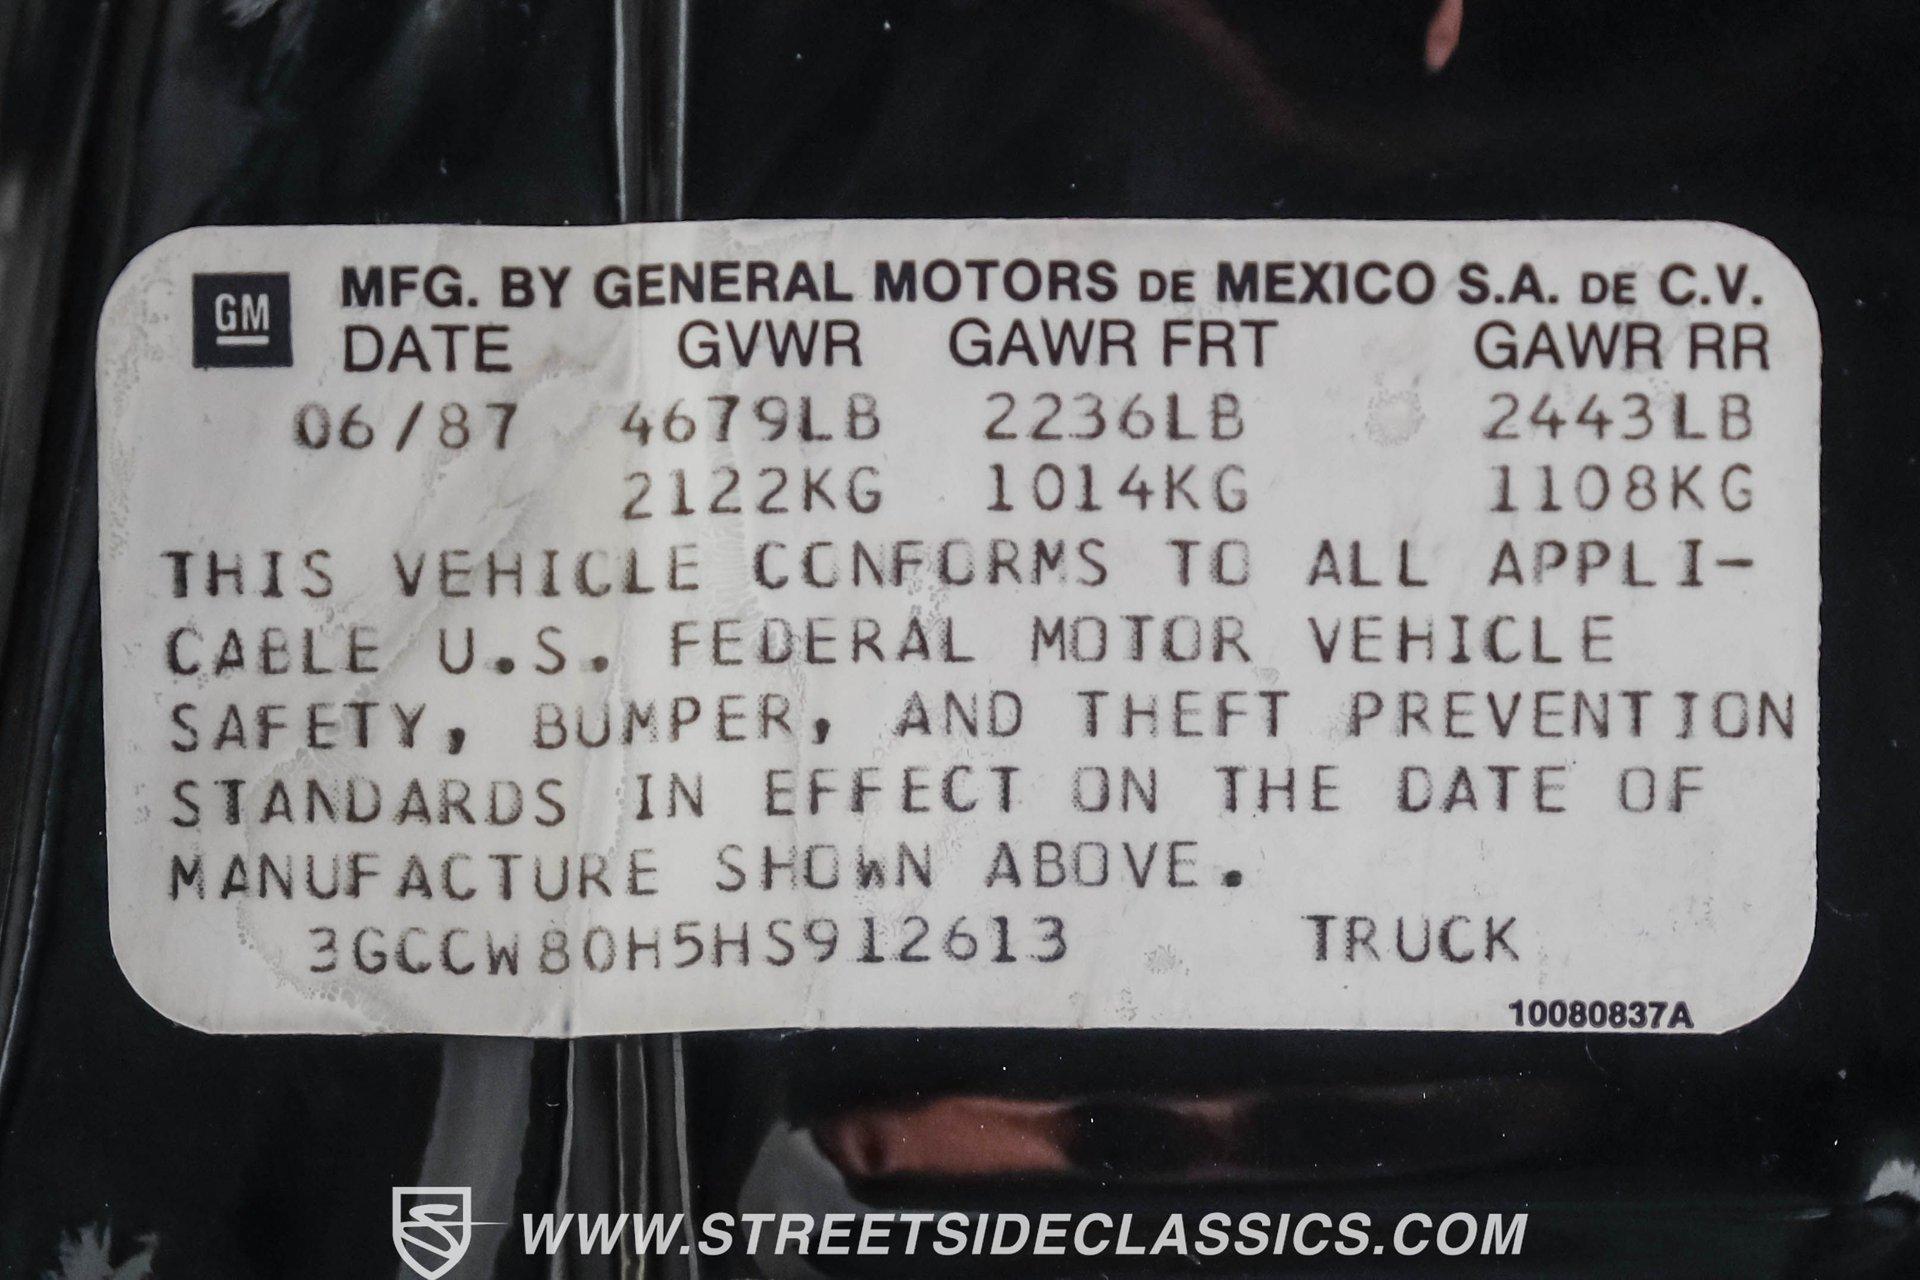 GM
MFG. BY GENERAL MOTORS DE MEXICO S.A. DE C.V.
DATE GVWR GAWR FRT GAWR RR
06/87 4679LB 2236LB 2443LB
2122KG 1014KG 1108KG
THIS VEHICLE CONFORMS TO ALL APPLI-
CABLE U.S. FEDERAL MOTOR VEHICLE
SAFETY, BUMPER, AND THEFT PREVENTION
STANDARDS IN EFFECT ON THE DATE OF
MANUFACTURE SHOWN ABOVE.
3GCCW80H5HS912613 TRUCK
10080837A
WWW.STREETSIDECLASSICS.COM